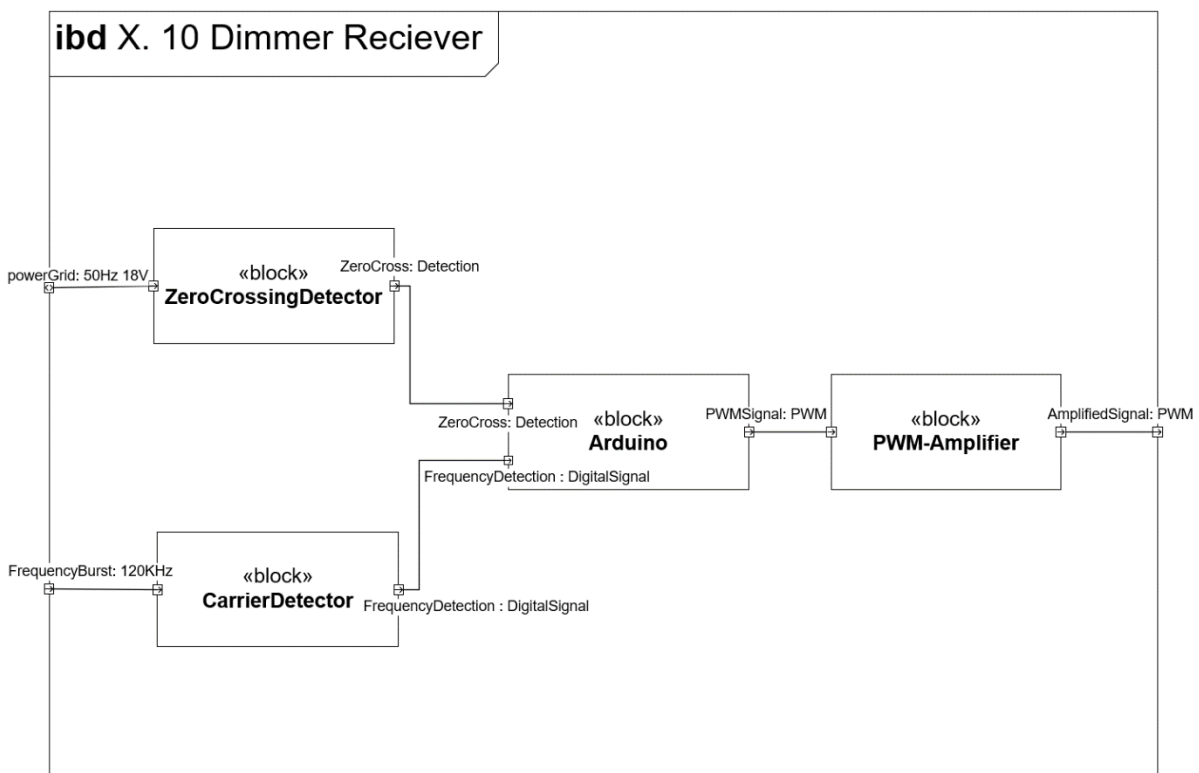 ibd X. 10 Dimmer Reciever
powerGrid: 50Hz 18V
«block»
ZeroCrossingDetector
ZeroCross: Detection
ZeroCross: Detection
FrequencyDetection : DigitalSignal
«block»
Arduino
PWMSignal: PWM
«block»
PWM-Amplifier
AmplifiedSignal: PWM
FrequencyBurst: 120KHz
«block»
CarrierDetector
FrequencyDetection : DigitalSignal